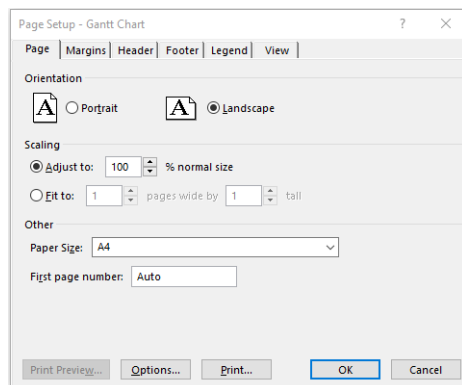 Page Setup - Gantt Chart ? ×
Page Margins Header Footer Legend View
Orientation
A Portrait A Landscape
Scaling
Adjust to: 100 % normal size
Fit to: 1 pages wide by 1 tall
Other
Paper Size: A4
First page number: Auto
Print Preview... Options... Print... OK Cancel